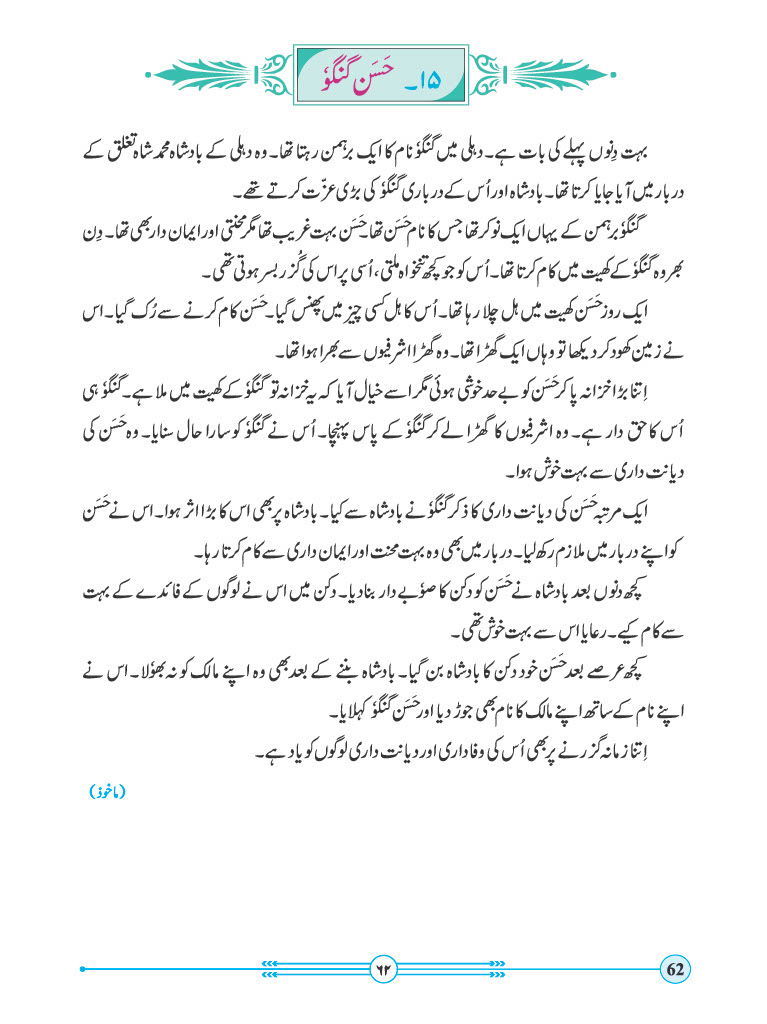 ۱۵۔ حَسَن گنگوٗ
بہت دِنوں پہلے کی بات ہے۔ دہلی میں گنگوٗ نام کا ایک برہمن رہتا تھا۔ وہ دہلی کے بادشاہ محمد شاہ تغلق کے
دربار میں آیا جایا کرتا تھا۔ بادشاہ اور اُس کے درباری گنگوٗ کی بڑی عزّت کرتے تھے۔
گنگوٗ برہمن کے یہاں ایک نوکر تھا جس کا نام حَسَن تھا۔ حَسَن بہت غریب تھا مگر محنتی اور ایمان دار بھی تھا۔ دِن
بھر وہ گنگوٗ کے کھیت میں کام کرتا تھا۔ اُس کو جو کچھ تنخواہ ملتی، اُسی پر اس کی گُزر بسر ہوتی تھی۔
ایک روز حَسَن کھیت میں ہل چلا رہا تھا۔ اُس کا ہل کسی چیز میں پھنس گیا۔ حَسَن کام کرنے سے رُک گیا۔ اس
نے زمین کھود کر دیکھا تو وہاں ایک گھڑا تھا۔ وہ گھڑا اشرفیوں سے بھرا ہوا تھا۔
اِتنا بڑا خزانہ پا کر حَسَن کو بے حد خوشی ہوئی مگر اسے خیال آیا کہ یہ خزانہ تو گنگوٗ کے کھیت میں ملا ہے۔ گنگوٗ ہی
اُس کا حق دار ہے۔ وہ اشرفیوں کا گھڑا لے کر گنگوٗ کے پاس پہنچا۔ اُس نے گنگوٗ کو سارا حال سنایا۔ وہ حَسَن کی
دیانت داری سے بہت خوش ہوا۔
ایک مرتبہ حَسَن کی دیانت داری کا ذکر گنگوٗ نے بادشاہ سے کیا۔ بادشاہ پر بھی اس کا بڑا اثر ہوا۔ اس نے حَسَن
کو اپنے دربار میں ملازم رکھ لیا۔ دربار میں بھی وہ بہت محنت اور ایمان داری سے کام کرتا رہا۔
کچھ دنوں بعد بادشاہ نے حَسَن کو دکن کا صوٗبے دار بنا دیا۔ دکن میں اس نے لوگوں کے فائدے کے بہت
سے کام کیے۔ رعایا اس سے بہت خوش تھی۔
کچھ عرصے بعد حَسَن خود دکن کا بادشاہ بن گیا۔ بادشاہ بننے کے بعد بھی وہ اپنے مالک کو نہ بھوٗلا۔ اس نے
اپنے نام کے ساتھ اپنے مالک کا نام بھی جوڑ دیا اور حَسَن گنگوٗ کہلایا۔
اِتنا زمانہ گزرنے پر بھی اُس کی وفاداری اور دیانت داری لوگوں کو یاد ہے۔
(ماخوذ)
۶۲
62